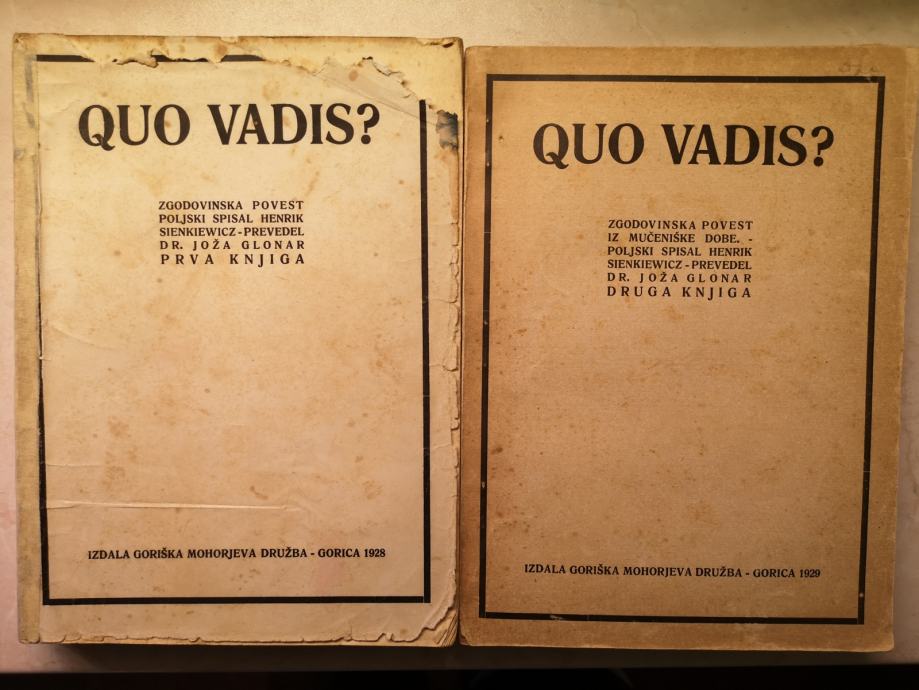 QUO VADIS?
ZGODOVINSKA POVEST
POLJSKI SPISAL HENRIK
SIENKIEWICZ - PREVEDEL
DR. JOŽA GLONAR
PRVA KNJIGA
IZDALA GORIŠKA MOHORJEVA DRUŽBA - GORICA 1928
QUO VADIS?
ZGODOVINSKA POVEST
IZ MUČENIŠKE DOBE. -
POLJSKI SPISAL HENRIK
SIENKIEWICZ - PREVEDEL
DR. JOŽA GLONAR
DRUGA KNJIGA
IZDALA GORIŠKA MOHORJEVA DRUŽBA - GORICA 1929